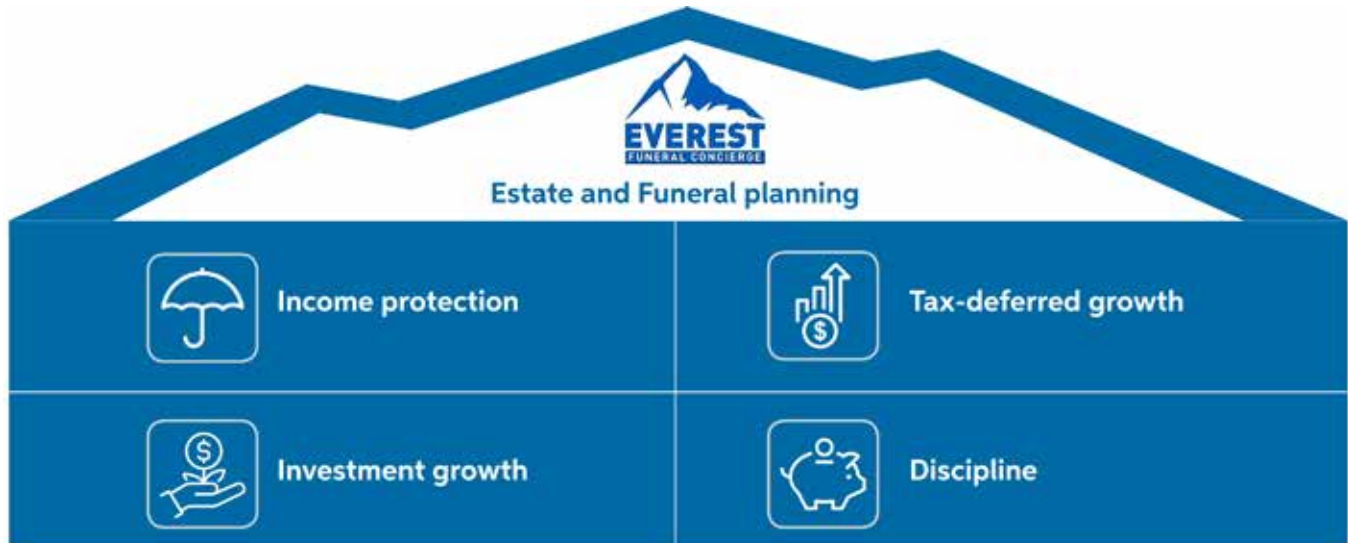 EVEREST
FUNERAL CONCIERGE
Estate and Funeral planning
Income protection
Tax-deferred growth
$
$
Investment growth
Discipline